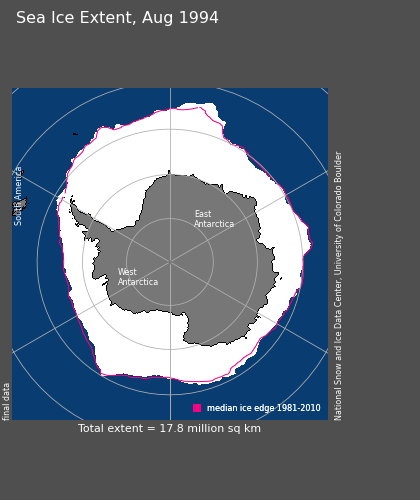 Sea Ice Extent, Aug 1994
South America
East
Antarctica
West
Antarctica
National Snow and Ice Data Center, University of Colorado Boulder
final data
median ice edge 1981-2010
Total extent = 17.8 million sq km